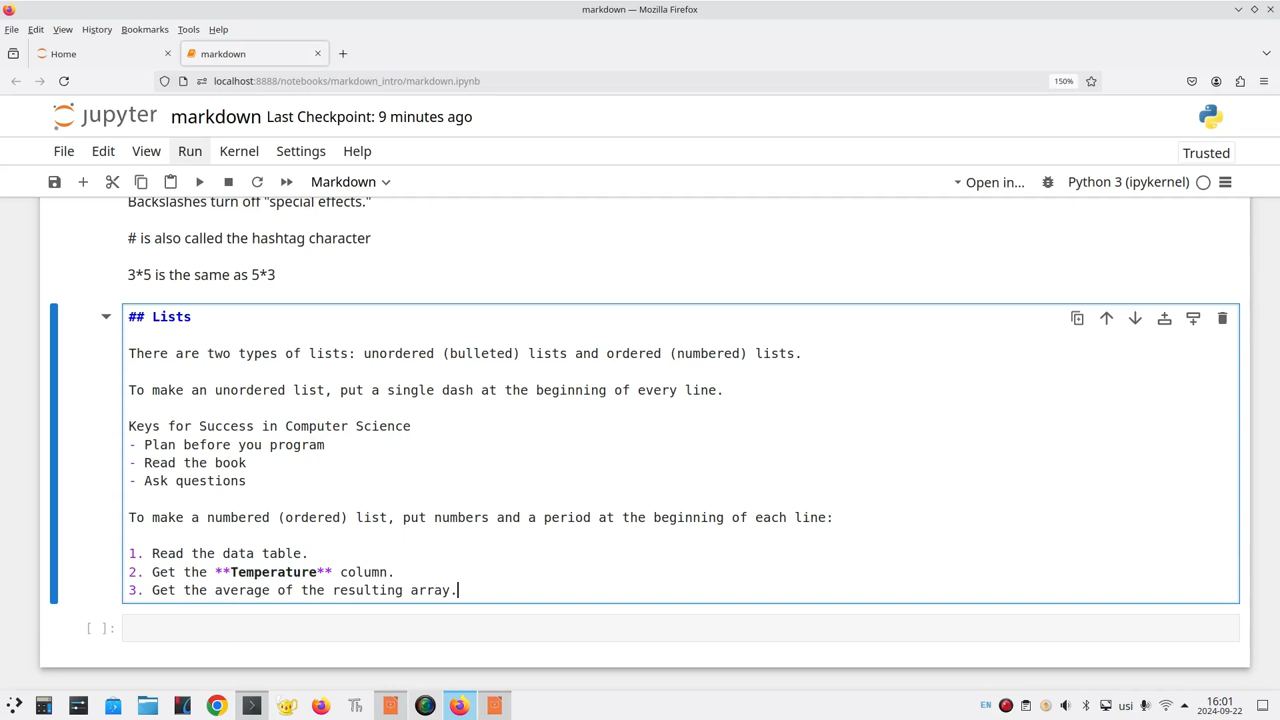 markdown — Mozilla Firefox
File Edit View History Bookmarks Tools Help
Home markdown
localhost:8888/notebooks/markdown_intro/markdown.ipynb 150%
jupyter markdown Last Checkpoint: 9 minutes ago
File Edit View Run Kernel Settings Help Trusted
Markdown Open in... Python 3 (ipykernel)
Backslashes turn off "special effects."
# is also called the hashtag character
3*5 is the same as 5*3
## Lists
There are two types of lists: unordered (bulleted) lists and ordered (numbered) lists.
To make an unordered list, put a single dash at the beginning of every line.
Keys for Success in Computer Science
- Plan before you program
- Read the book
- Ask questions
To make a numbered (ordered) list, put numbers and a period at the beginning of each line:
1. Read the data table.
2. Get the **Temperature** column.
3. Get the average of the resulting array.
[ ]:
Th EN usi 16:01
2024-09-22